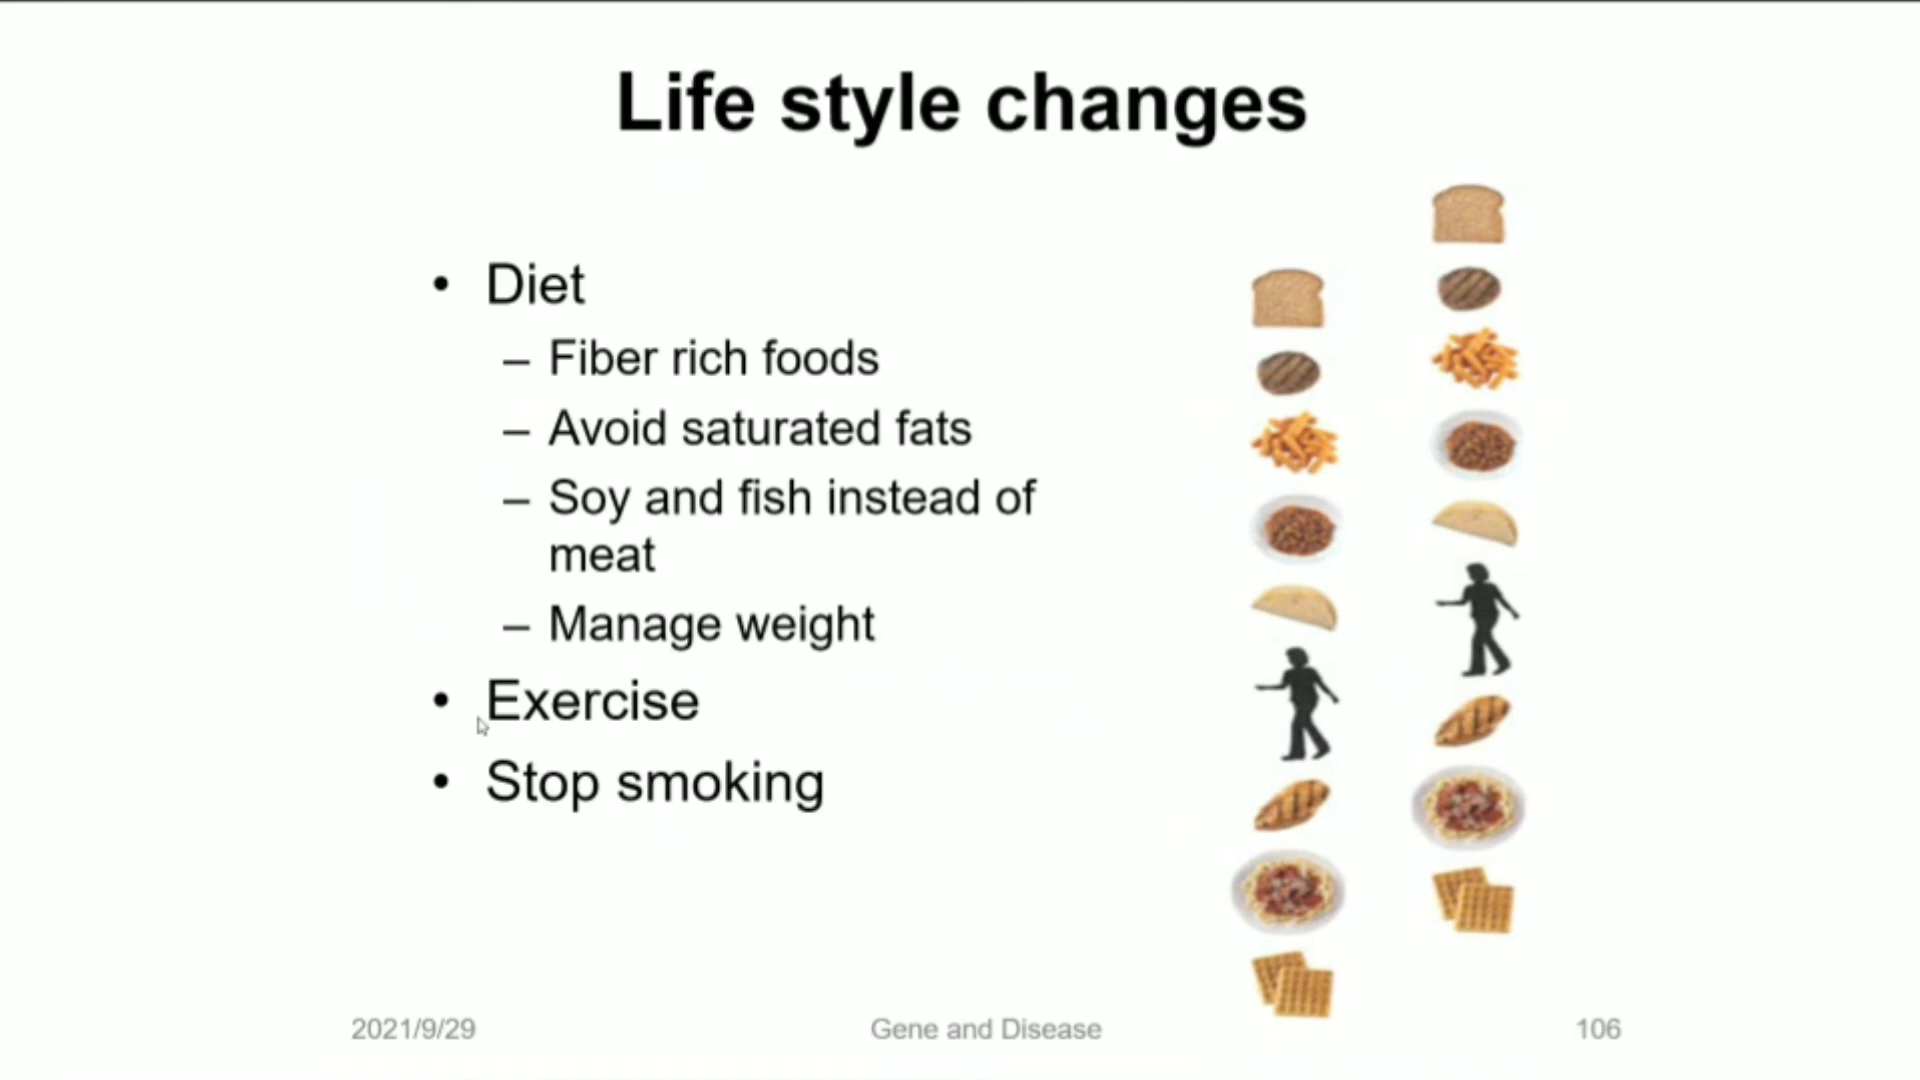 Life style changes
• Diet
– Fiber rich foods
– Avoid saturated fats
– Soy and fish instead of
meat
– Manage weight
• Exercise
• Stop smoking
2021/9/29
Gene and Disease
106